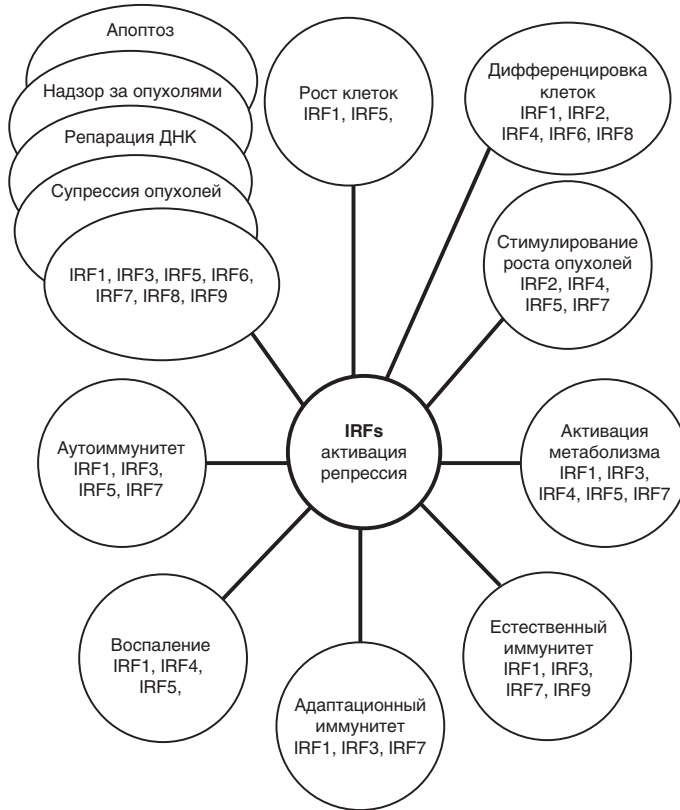 Апоптоз
Надзор за опухолями
Репарация ДНК
Супрессия опухолей
IRF1, IRF3, IRF5, IRF6,
IRF7, IRF8, IRF9
Рост клеток
IRF1, IRF5,
Дифференцировка
клеток
IRF1, IRF2,
IRF4, IRF6, IRF8
Стимулирование
роста опухолей
IRF2, IRF4,
IRF5, IRF7
IRFs
активация
репрессия
Аутоиммунитет
IRF1, IRF3,
IRF5, IRF7
Активация
метаболизма
IRF1, IRF3,
IRF4, IRF5, IRF7
Воспаление
IRF1, IRF4,
IRF5,
Адаптационный
иммунитет
IRF1, IRF3, IRF7
Естественный
иммунитет
IRF1, IRF3,
IRF7, IRF9